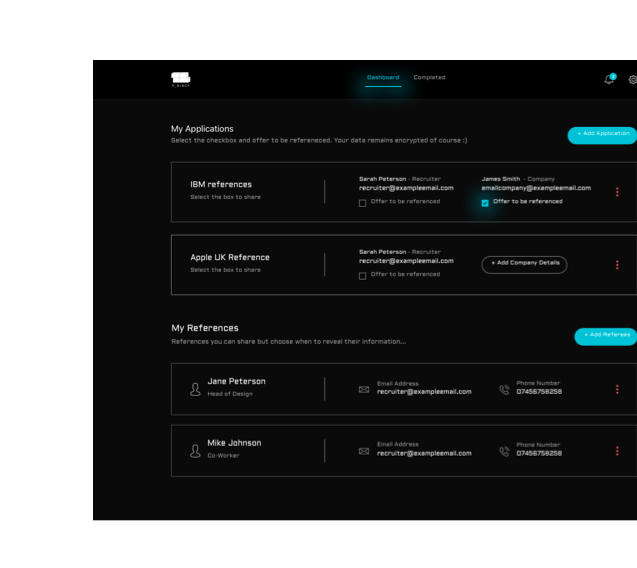 Dashboard Completed
2
My Applications
Select the checkbox and offer to be refereneced. Your data remains encrypted of course :)
+ Add Application
IBM references
Select the box to share
Sarah Peterson - Recruiter
recruiter@exampleemail.com
Offer to be referenced
James Smith - Company
emailcompany@exampleemail.com
Offer to be referenced
Apple UK Reference
Select the box to share
Sarah Peterson - Recruiter
recruiter@exampleemail.com
Offer to be referenced
+ Add Company Details
My References
References you can share but choose when to reveal their information...
+ Add Referees
Jane Peterson
Head of Design
Email Address
recruiter@exampleemail.com
Phone Number
07456758258
Mike Johnson
Co-Worker
Email Address
recruiter@exampleemail.com
Phone Number
07456758258